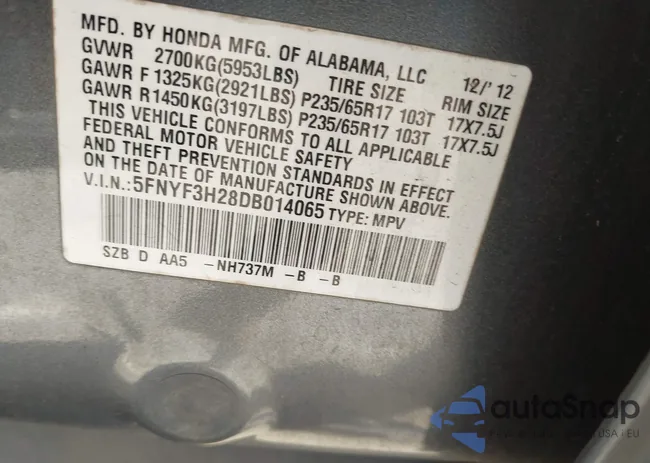 MFD. BY HONDA MFG. OF ALABAMA, LLC 12/'12
GVWR 2700KG(5953LBS) TIRE SIZE RIM SIZE
GAWR F 1325KG(2921LBS) P235/65R17 103T 17X7.5J
GAWR R1450KG(3197LBS) P235/65R17 103T 17X7.5J
THIS VEHICLE CONFORMS TO ALL APPLICABLE
FEDERAL MOTOR VEHICLE SAFETY
AND THEFT PREVENTION STANDARDS IN EFFECT
ON THE DATE OF MANUFACTURE SHOWN ABOVE.
V.I.N.:5FNYF3H28DB014065 TYPE: MPV
SZB D AA5 -NH737M -B -B
autoSnap
USA · EU